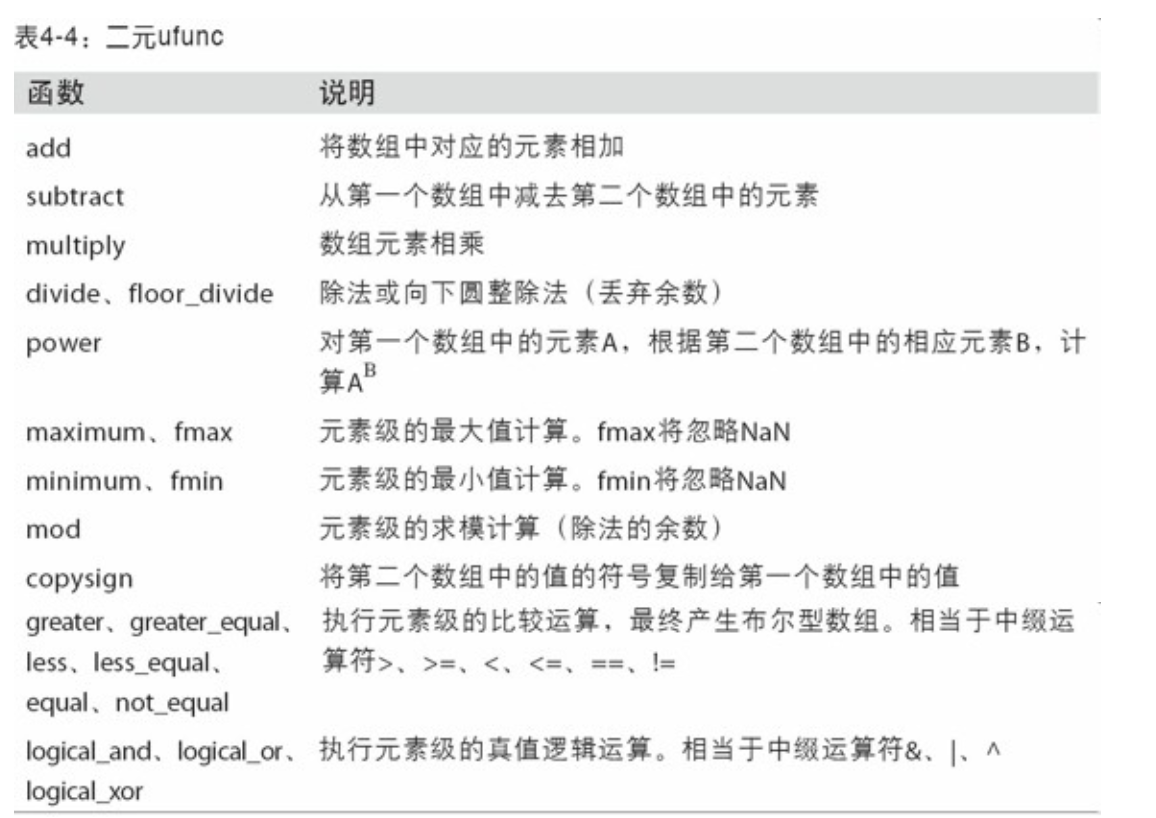 表4-4：二元ufunc
函数 说明
add 将数组中对应的元素相加
subtract 从第一个数组中减去第二个数组中的元素
multiply 数组元素相乘
divide、floor_divide 除法或向下圆整除法（丢弃余数）
power 对第一个数组中的元素A，根据第二个数组中的相应元素B，计
算A^B
maximum、fmax 元素级的最大值计算。fmax将忽略NaN
minimum、fmin 元素级的最小值计算。fmin将忽略NaN
mod 元素级的求模计算（除法的余数）
copysign 将第二个数组中的值的符号复制给第一个数组中的值
greater、greater_equal、 执行元素级的比较运算，最终产生布尔型数组。相当于中缀运
less、less_equal、 算符>、>=、<、<=、==、!=
equal、not_equal
logical_and、logical_or、 执行元素级的真值逻辑运算。相当于中缀运算符&、|、^
logical_xor